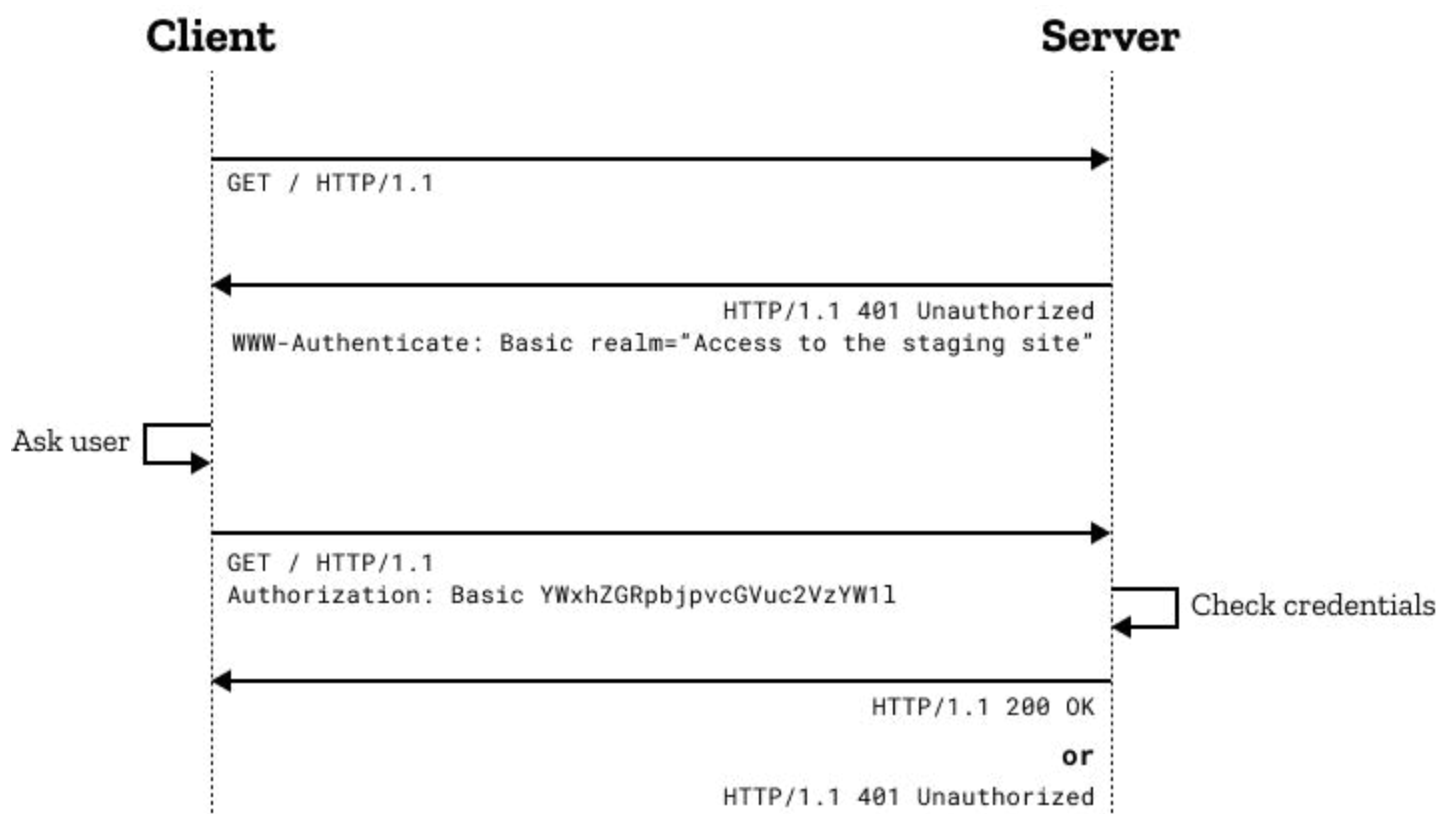 Client
Server
GET / HTTP/1.1
HTTP/1.1 401 Unauthorized
WWW-Authenticate: Basic realm="Access to the staging site"
Ask user
GET / HTTP/1.1
Authorization: Basic YWxhZGRpbjpvcGVuc2VzYW1l
Check credentials
HTTP/1.1 200 OK
or
HTTP/1.1 401 Unauthorized